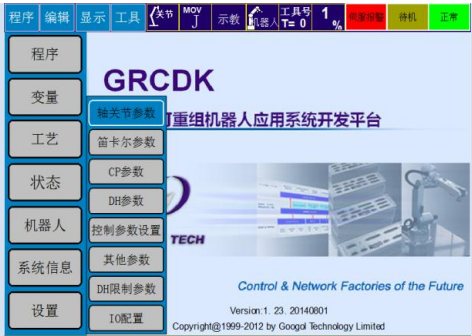 程序 编辑 显示 工具 关节 MOV J 示教 机器人 工具号 T= 0 1 % 伺服报警 待机 正常
程序
变量
工艺
状态
机器人
系统信息
设置
轴关节参数
笛卡尔参数
CP参数
DH参数
控制参数设置
其他参数
DH限制参数
IO配置
GRCDK
可重组机器人应用系统开发平台
TECH
Control & Network Factories of the Future
Version:1. 23. 20140801
Copyright@1999-2012 by Googol Technology Limited